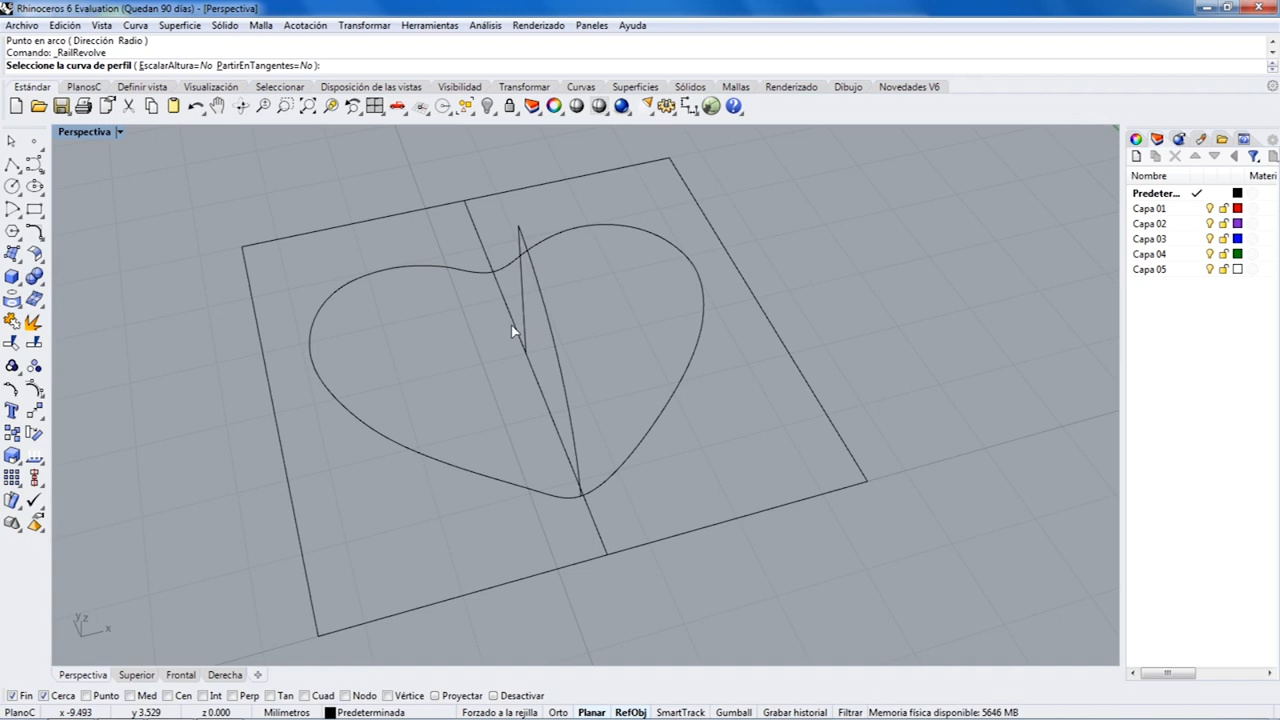 Rhinoceros 6 Evaluation (Quedan 90 días) - [Perspectiva]
Archivo Edición Vista Curva Superficie Sólido Malla Acotación Transformar Herramientas Análisis Renderizado Paneles Ayuda
Punto en arco ( Dirección Radio )
Comando: _RailRevolve
Seleccione la curva de perfil ( EscalarAltura=No PartirEnTangentes=No ):
Estándar PlanosC Definir vista Visualización Seleccionar Disposición de las vistas Visibilidad Transformar Curvas Superficies Sólidos Mallas Renderizado Dibujo Novedades V6
Perspectiva
Nombre Materi
Predeter...
Capa 01
Capa 02
Capa 03
Capa 04
Capa 05
y z x
Perspectiva Superior Frontal Derecha
Fin Cerca Punto Med Cen Int Perp Tan Cuad Nodo Vértice Proyectar Desactivar
PlanoC x -9.493 y 3.529 z 0.000 Milímetros Predeterminada Forzado a la rejilla Orto Planar RefObj SmartTrack Gumball Grabar historial Filtrar Memoria física disponible: 5646 MB